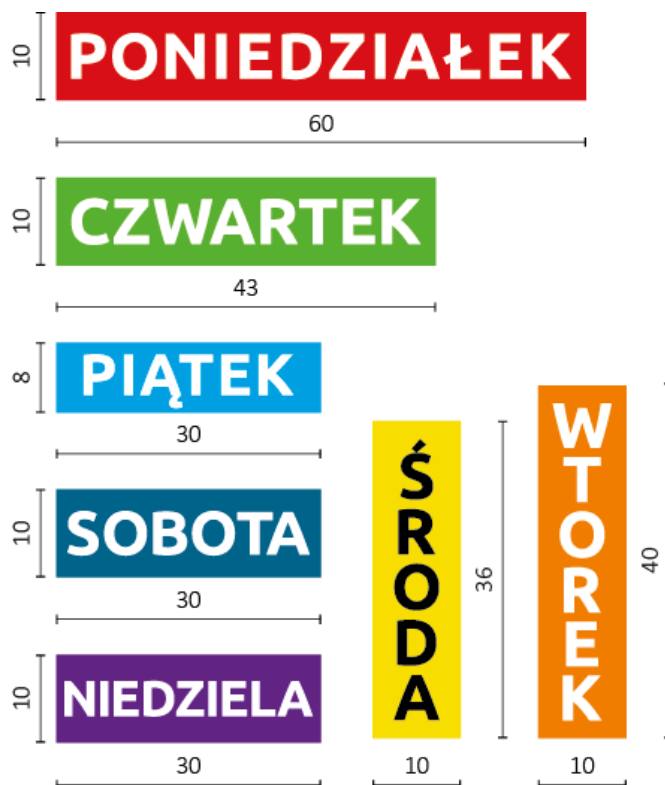 10
PONIEDZIAŁEK
60
10
CZWARTEK
43
8
PIĄTEK
30
10
SOBOTA
30
10
NIEDZIELA
30
ŚRODA
36
10
WTOREK
40
10